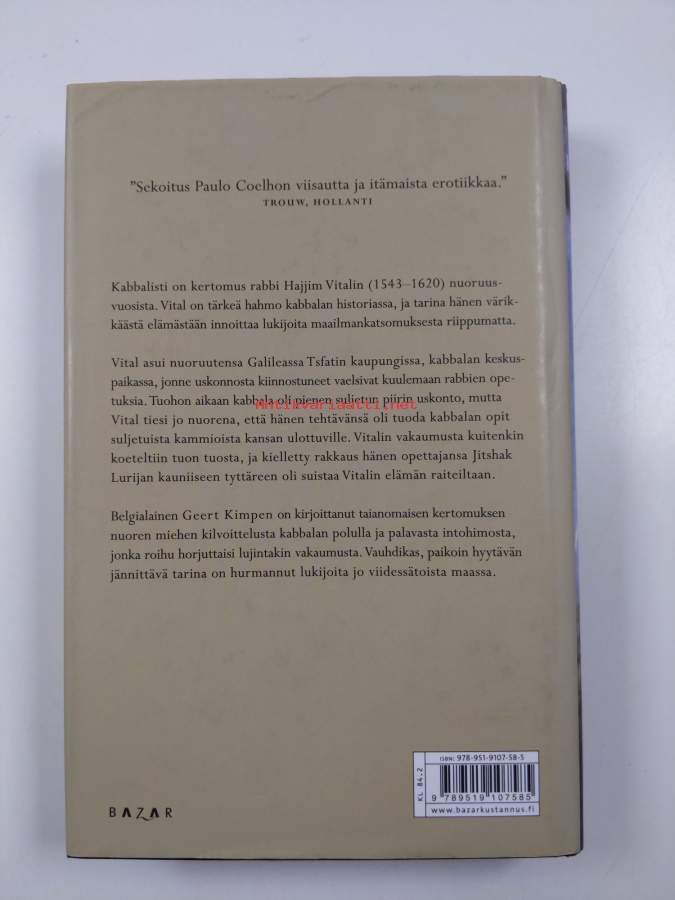 "Sekoitus Paulo Coelhon viisautta ja itämaista erotiikkaa."
TROUW, HOLLANTI
Kabbalisti on kertomus rabbi Hajjim Vitalin (1543–1620) nuoruus-
vuosista. Vital on tärkeä hahmo kabbalan historiassa, ja tarina hänen värik-
käästä elämästään innoittaa lukijoita maailmankatsomuksesta riippumatta.
Vital asui nuoruutensa Galileassa Tsfatin kaupungissa, kabbalan keskus-
paikassa, jonne uskonnosta kiinnostuneet vaelsivat kuulemaan rabbien ope-
tuksia. Tuohon aikaan kabbala oli pienen suljetun piirin uskonto, mutta
Antikvariaatti.net
Vital tiesi jo nuorena, että hänen tehtävänsä oli tuoda kabbalan opit
suljetuista kammioista kansan ulottuville. Vitalin vakaumusta kuitenkin
koeteltiin tuon tuosta, ja kielletty rakkaus hänen opettajansa Jitshak
Lurijan kauniiseen tyttäreen oli suistaa Vitalin elämän raiteiltaan.
Belgialainen Geert Kimpen on kirjoittanut taianomaisen kertomuksen
nuoren miehen kilvoittelusta kabbalan polulla ja palavasta intohimosta,
jonka roihu horjuttaisi lujintakin vakaumusta. Vauhdikas, paikoin hyytävän
jännittävä tarina on hurmannut lukijoita jo viidessätoista maassa.
ISBN: 978-951-9107-58-5
KL 84.2
9 789519 107585
www.bazarkustannus.fi
BAZAR